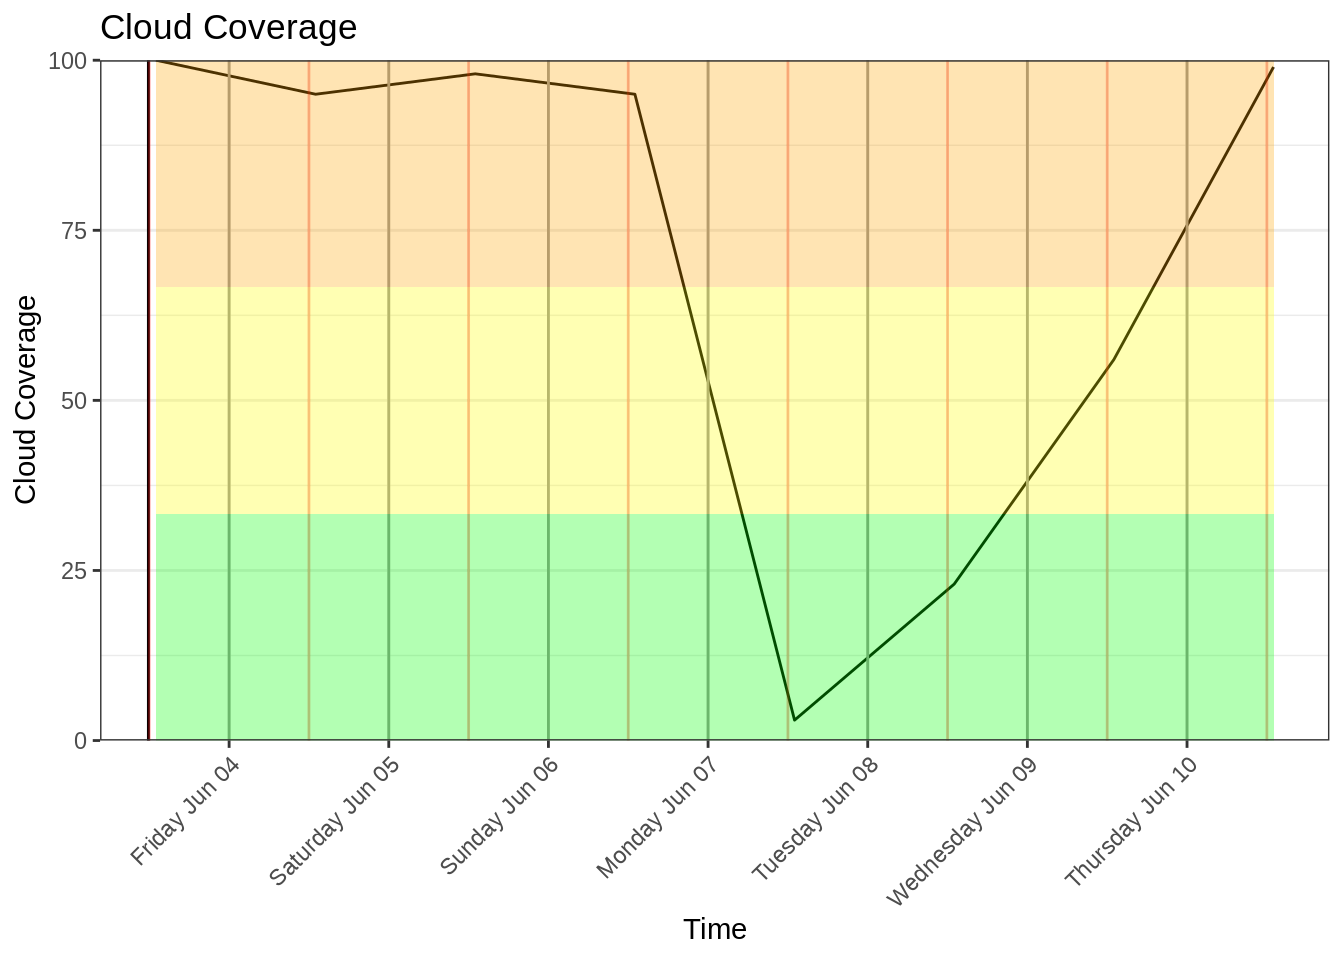 Cloud Coverage
Cloud Coverage
100
75
50
25
0
Friday Jun 04
Saturday Jun 05
Sunday Jun 06
Monday Jun 07
Tuesday Jun 08
Wednesday Jun 09
Thursday Jun 10
Time